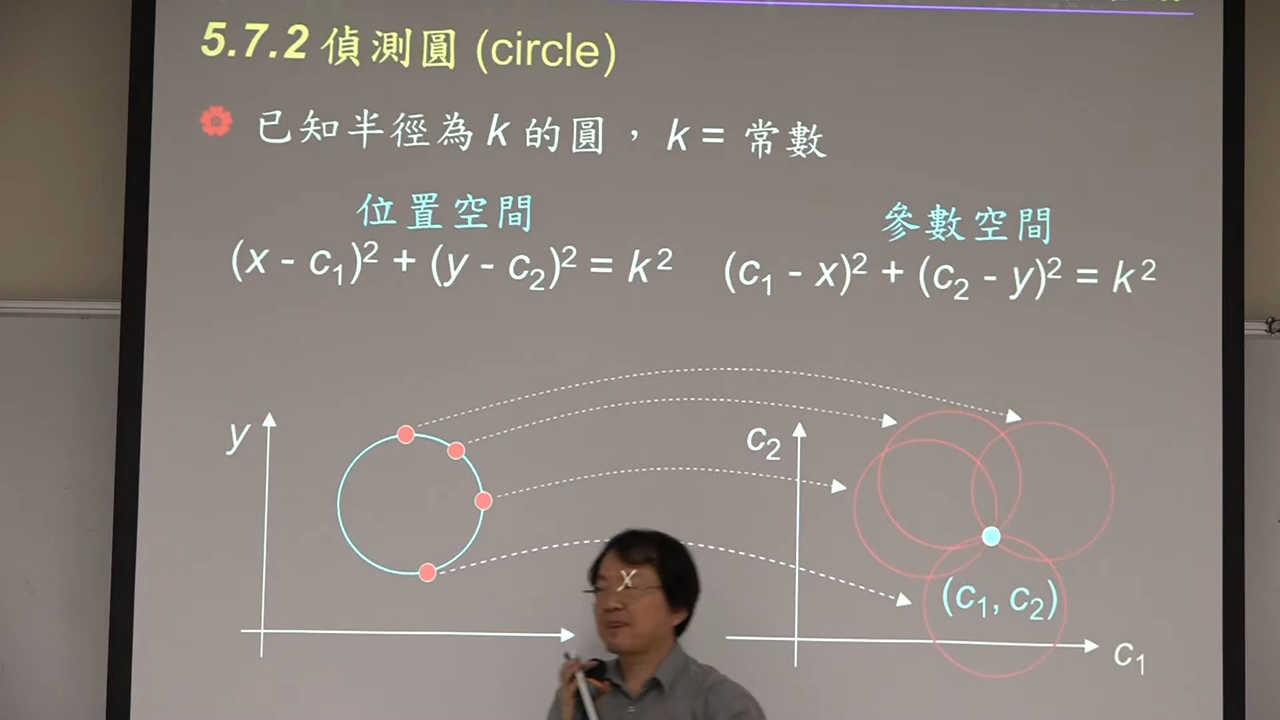 5.7.2 偵測圓 (circle)
已知半徑為 k 的圓，k = 常數
位置空間 參數空間
(x - c₁)² + (y - c₂)² = k² (c₁ - x)² + (c₂ - y)² = k²
y c₂
x (c₁, c₂)
c₁